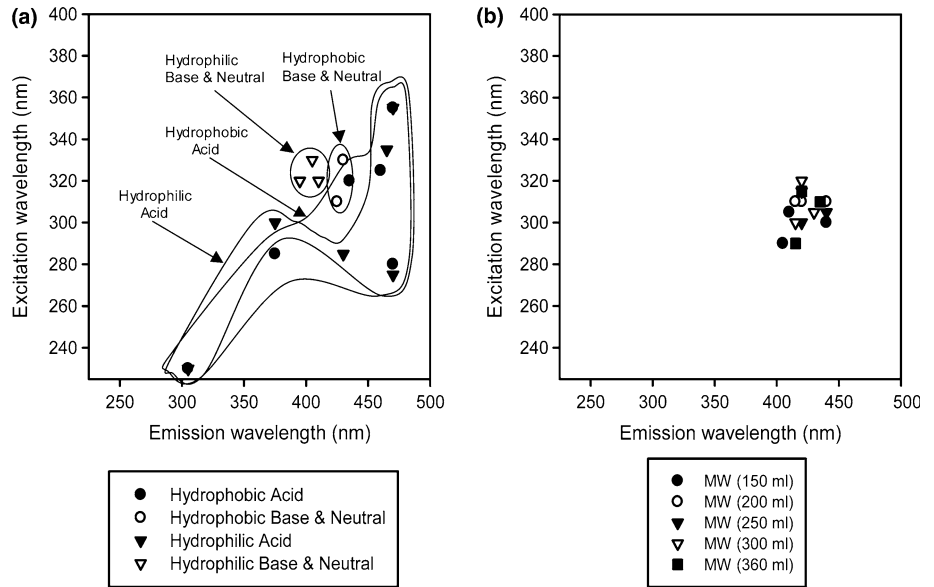 (a)
400
380
360
340
320
300
280
260
240
Excitation wavelength (nm)
Hydrophilic
Base & Neutral
Hydrophobic
Base & Neutral
Hydrophobic
Acid
Hydrophilic
Acid
250 300 350 400 450 500
Emission wavelength (nm)
Hydrophobic Acid
Hydrophobic Base & Neutral
Hydrophilic Acid
Hydrophilic Base & Neutral
(b)
400
380
360
340
320
300
280
260
240
Excitation wavelength (nm)
250 300 350 400 450 500
Emission wavelength (nm)
MW (150 ml)
MW (200 ml)
MW (250 ml)
MW (300 ml)
MW (360 ml)